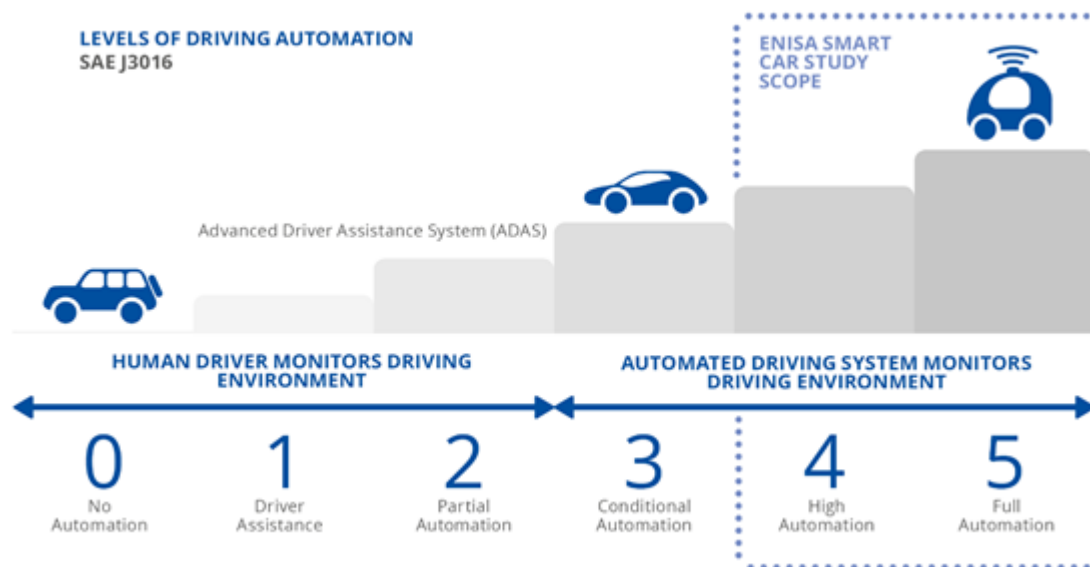 LEVELS OF DRIVING AUTOMATION
SAE J3016
ENISA SMART
CAR STUDY
SCOPE
Advanced Driver Assistance System (ADAS)
HUMAN DRIVER MONITORS DRIVING
ENVIRONMENT
AUTOMATED DRIVING SYSTEM MONITORS
DRIVING ENVIRONMENT
0
No
Automation
1
Driver
Assistance
2
Partial
Automation
3
Conditional
Automation
4
High
Automation
5
Full
Automation